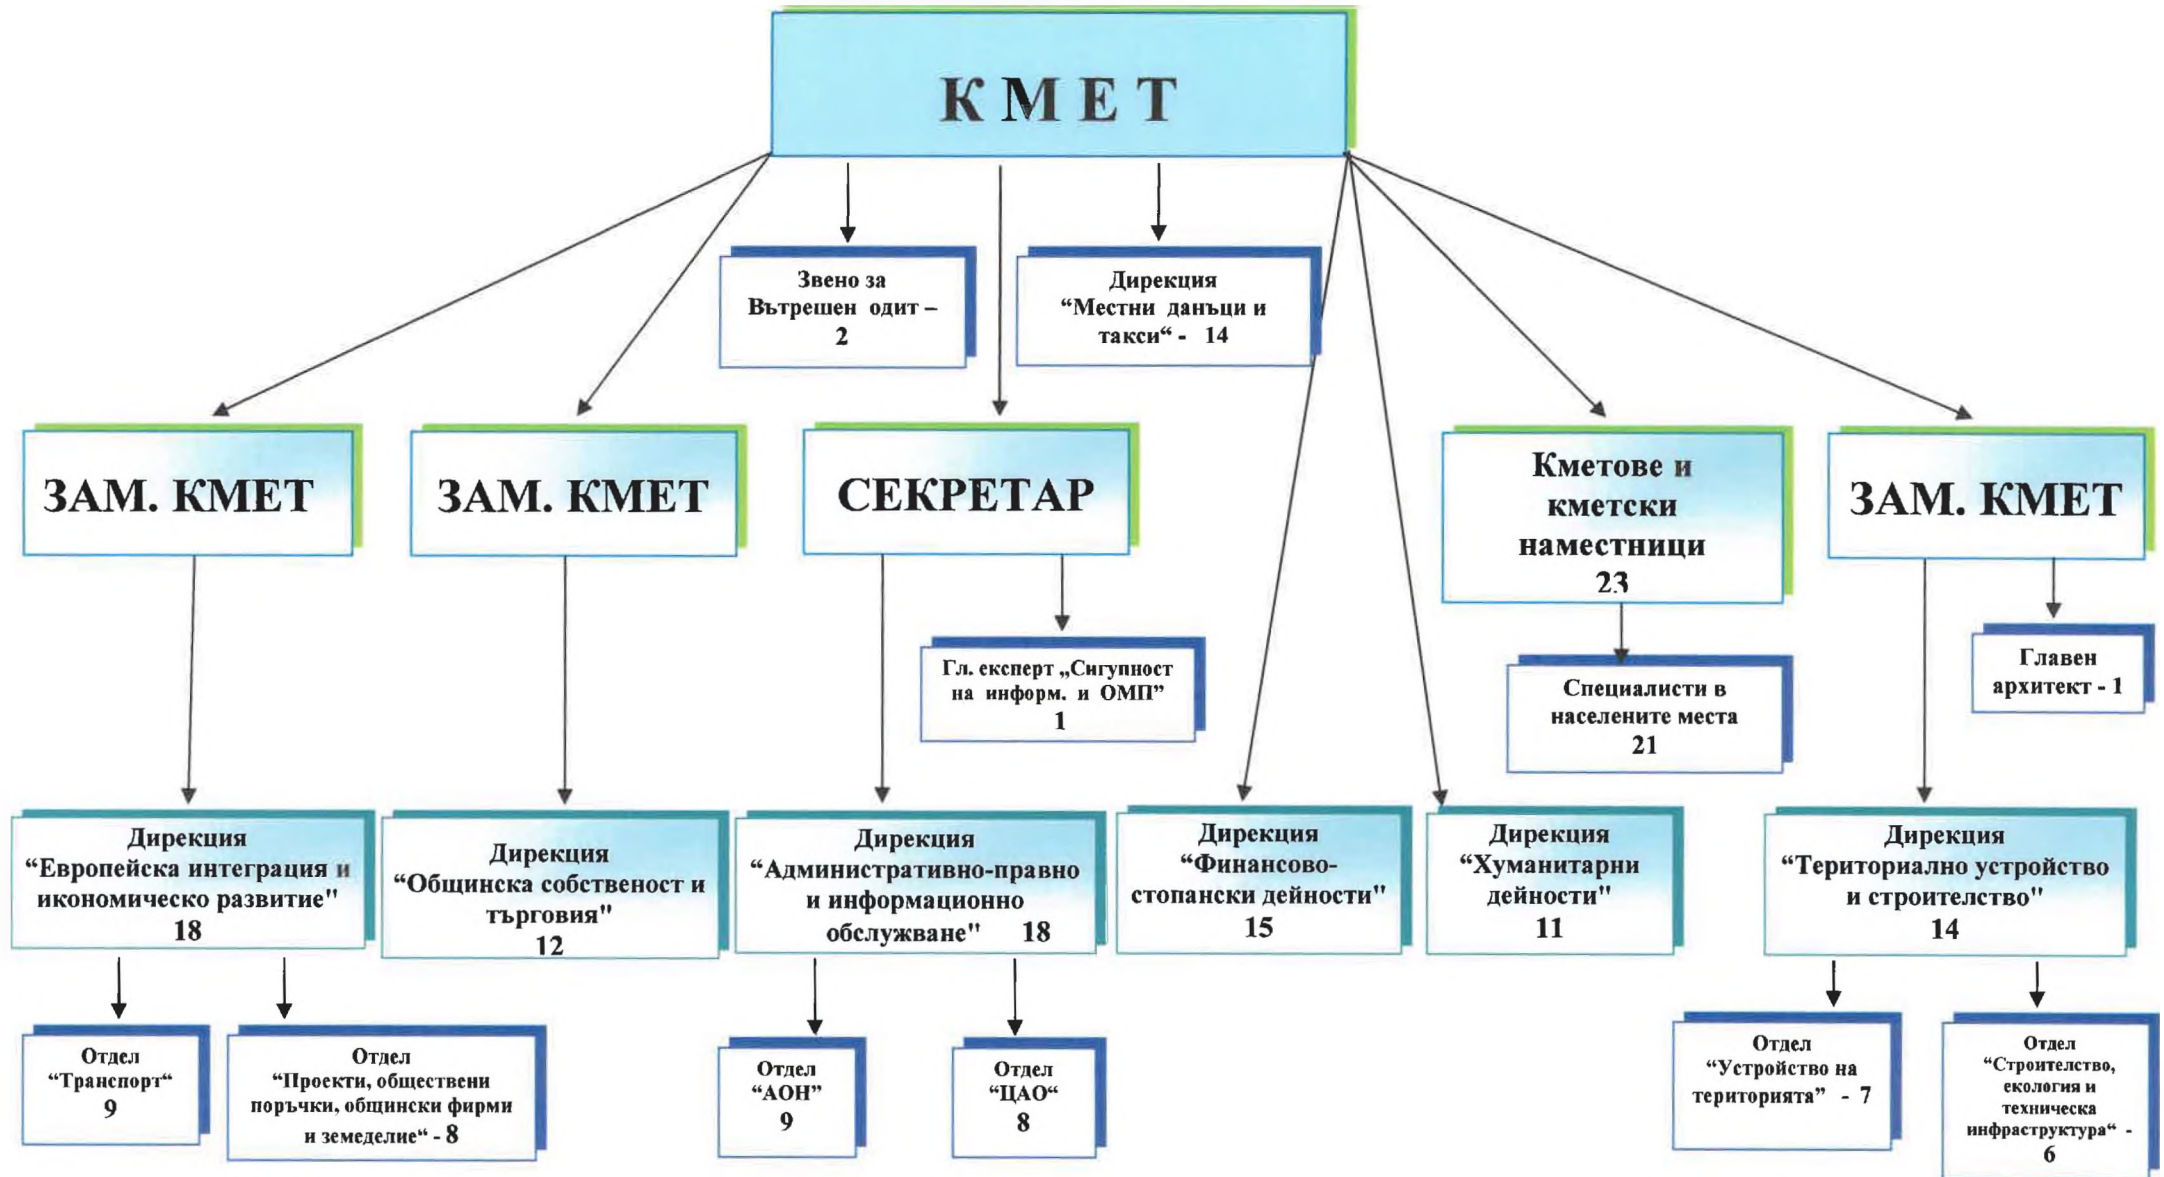 К М Е Т
Звено за
Вътрешен одит –
2
Дирекция
“Местни данъци и
такси“ - 14
ЗАМ. КМЕТ
ЗАМ. КМЕТ
СЕКРЕТАР
Кметове и
кметски
наместници
23
ЗАМ. КМЕТ
Гл. експерт „Сигупност
на информ. и ОМП”
1
Специалисти в
населените места
21
Главен
архитект - 1
Дирекция
“Европейска интеграция и
икономическо развитие"
18
Дирекция
“Общинска собственост и
търговия"
12
Дирекция
“Административно-правно
и информационно
обслужване" 18
Дирекция
“Финансово-
стопански дейности"
15
Дирекция
“Хуманитарни
дейности"
11
Дирекция
“Териториално устройство
и строителство"
14
Отдел
“Транспорт“
9
Отдел
“Проекти, обществени
поръчки, общински фирми
и земеделие“ - 8
Отдел
“АОН”
9
Отдел
“ЦАО“
8
Отдел
“Устройство на
територията” - 7
Отдел
“Строителство,
екология и
техническа
инфраструктура“ -
6